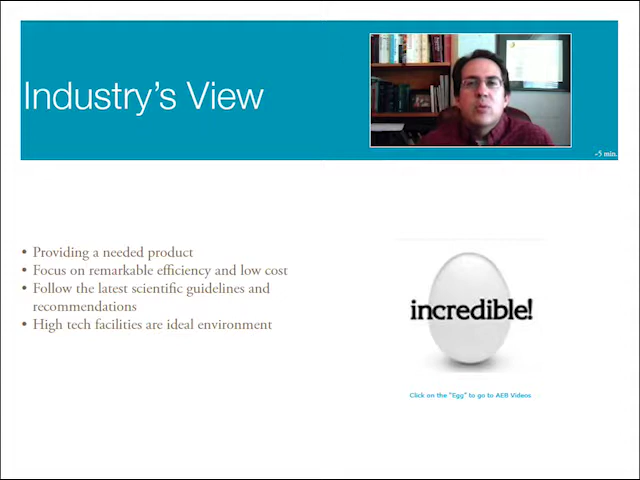 Industry's View
~5 min.
• Providing a needed product
• Focus on remarkable efficiency and low cost
• Follow the latest scientific guidelines and
recommendations
• High tech facilities are ideal environment
incredible!
Click on the "Egg" to go to AEB Videos